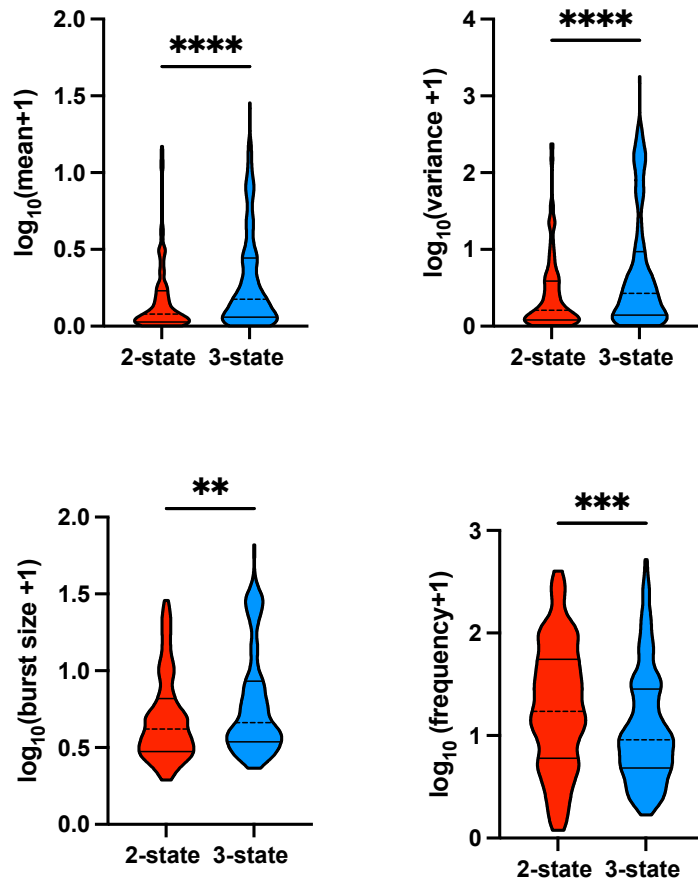 2.0
1.5
1.0
0.5
0.0
log10(mean+1)
****
2-state 3-state
4
3
2
1
0
log10(variance +1)
****
2-state 3-state
2.0
1.5
1.0
0.5
0.0
log10(burst size +1)
**
2-state 3-state
3
2
1
0
log10 (frequency+1)
***
2-state 3-state